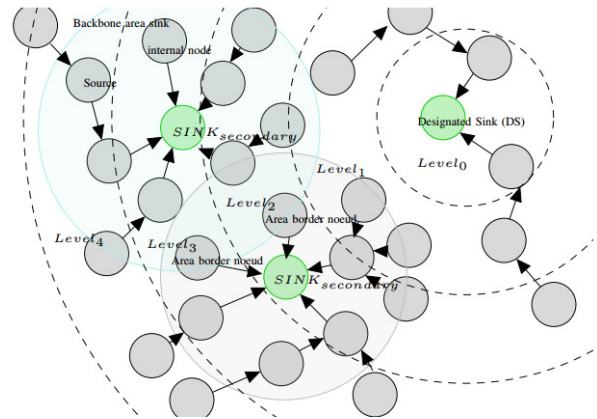 Backbone area sink
internal node
Source
SINK_secondary
Designated Sink (DS)
Level_0
Level_1
Level_2
Area border noeud
Level_4
Level_3
Area border noeud
SINK_secondary